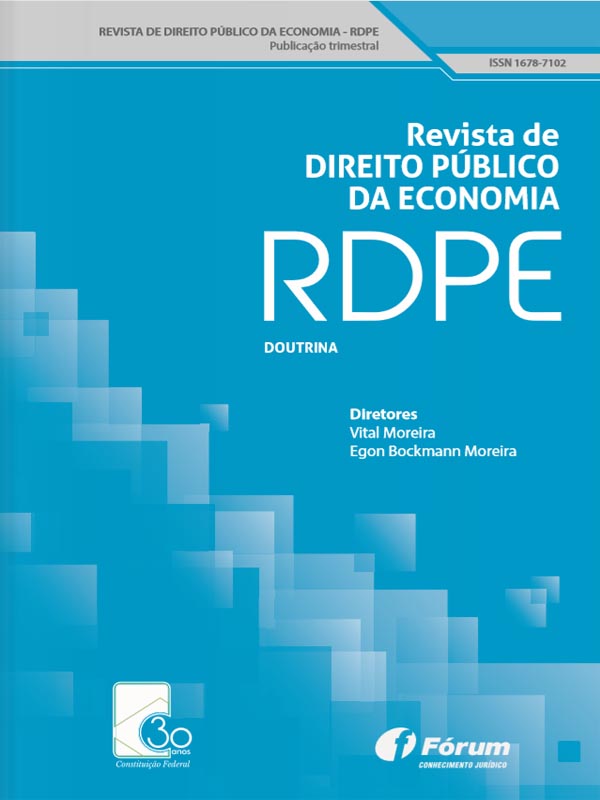 REVISTA DE DIREITO PÚBLICO DA ECONOMIA - RDPE
Publicação trimestral
ISSN 1678-7102
Revista de
DIREITO PÚBLICO
DA ECONOMIA
RDPE
DOUTRINA
Diretores
Vital Moreira
Egon Bockmann Moreira
30
anos
Constituição Federal
f Fórum
CONHECIMENTO JURÍDICO